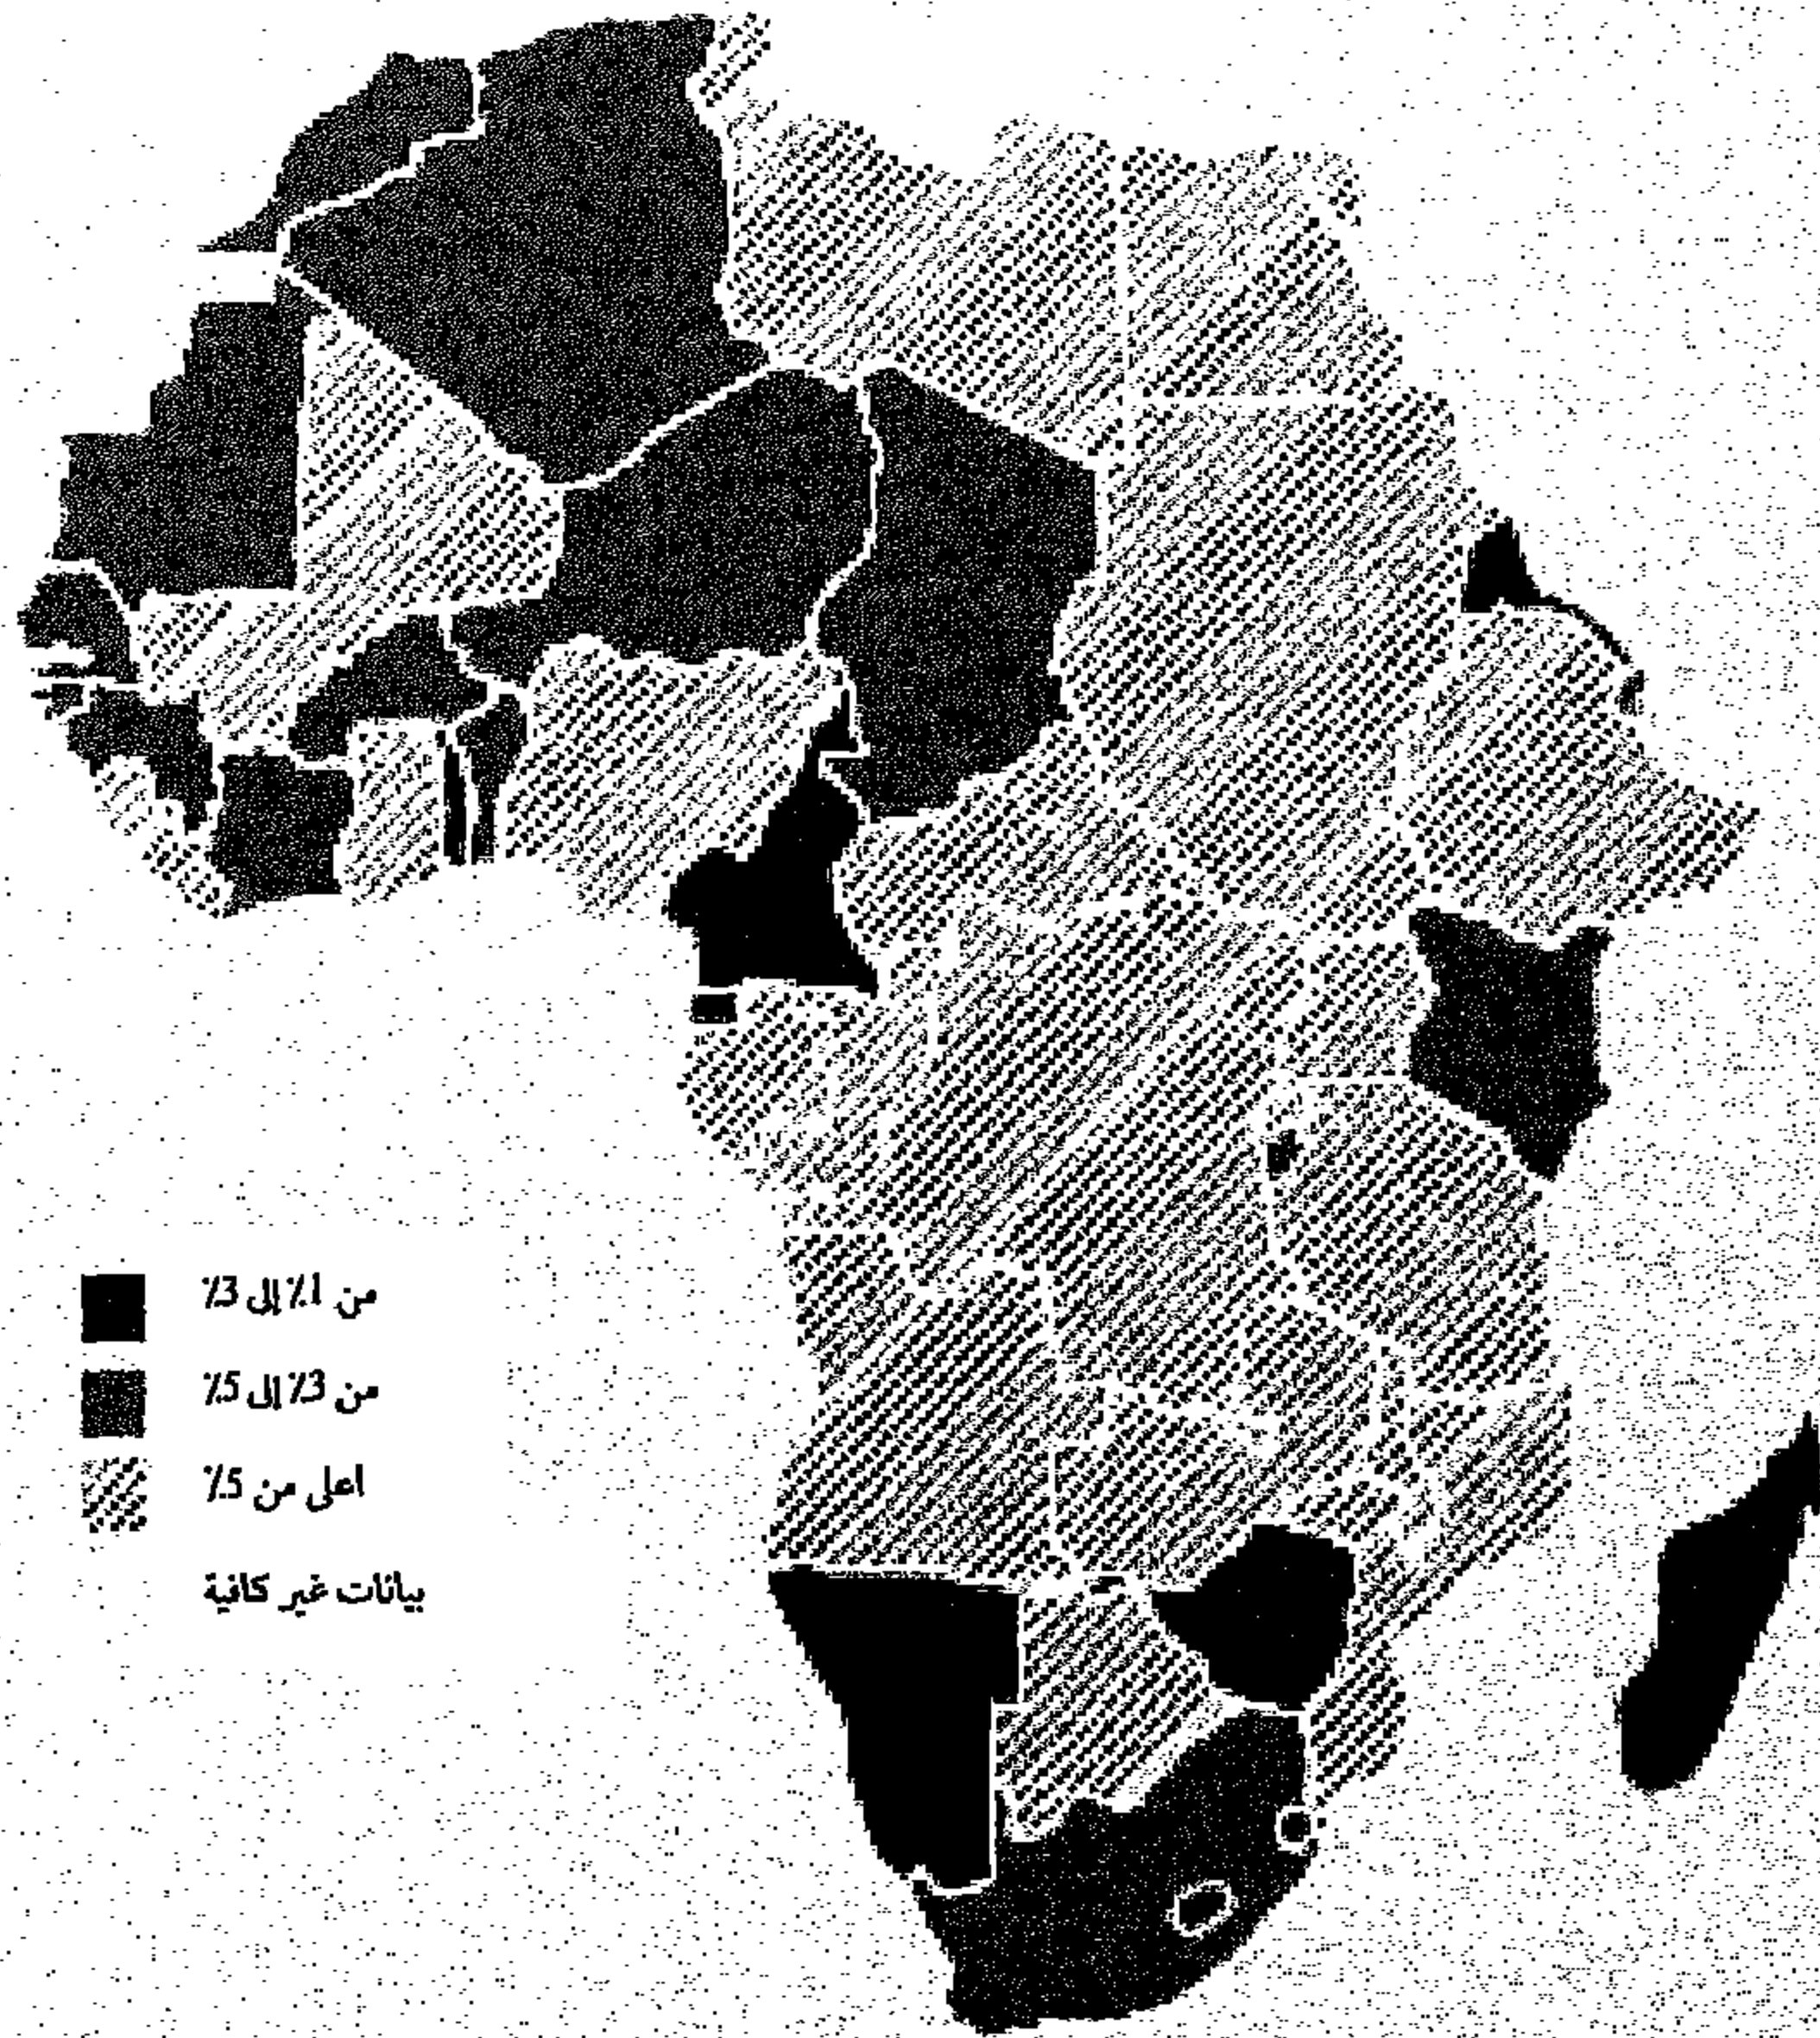 من 1٪ إلى 3٪
من 3٪ إلى 5٪
اعلى من 5٪
بيانات غير كافية